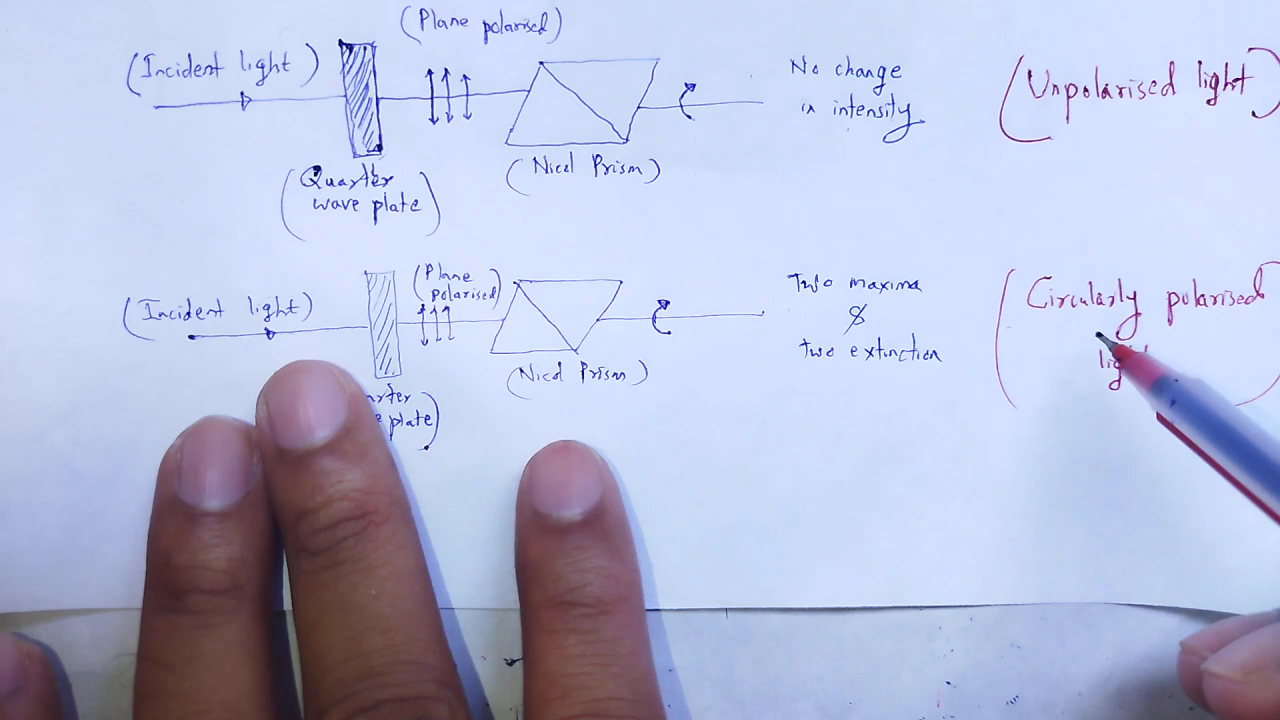 (Plane polarised)
(Incident light)
No change
in intensity
(Unpolarised light)
(Nicol Prism)
(Quarter
wave plate)
(Plane
polarised)
(Incident light)
Two maxima
&
two extinction
(Circularly polarised
(Nicol Prism)
plate)